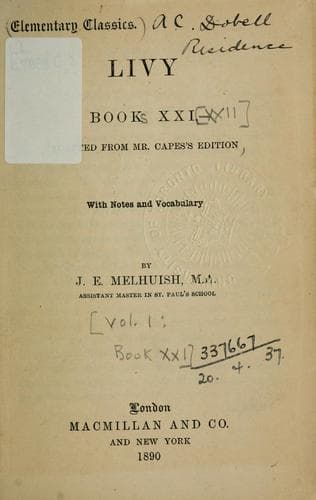 (Elementary Classics.) A C. Dobell
Residence
LIVY
BOOKs XXI[-XXII]
TED FROM MR. CAPES'S EDITION,
With Notes and Vocabulary
BY
J. E. MELHUISH, M.A.
ASSISTANT MASTER IN ST. PAUL'S SCHOOL
[Vol. 1:
Book XXI] 337667
20. 4. 37.
London
MACMILLAN AND CO.
AND NEW YORK
1890